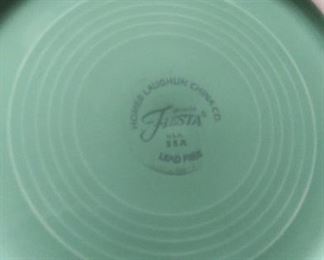 HOMER LAUGHLIN CHINA CO.
Fiesta®
U.S.A.
LEAD FREE